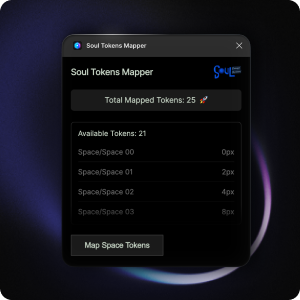 Soul Tokens Mapper
Soul Tokens Mapper
SOUL
Total Mapped Tokens: 25 🚀
Available Tokens: 21
Space/Space 00 0px
Space/Space 01 2px
Space/Space 02 4px
Space/Space 03 8px
Map Space Tokens